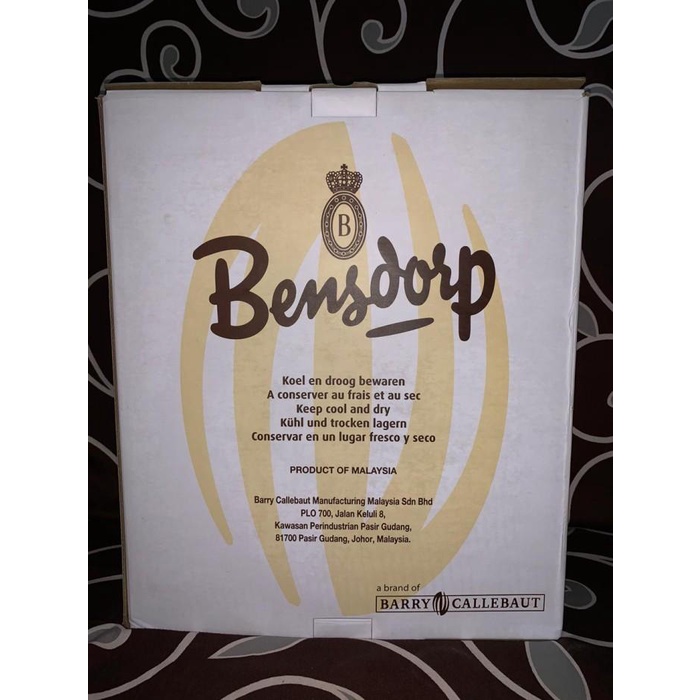 B
Bensdorp
Koel en droog bewaren
A conserver au frais et au sec
Keep cool and dry
Kühl und trocken lagern
Conservar en un lugar fresco y seco
PRODUCT OF MALAYSIA
Barry Callebaut Manufacturing Malaysia Sdn Bhd
PLO 700, Jalan Keluli 8,
Kawasan Perindustrian Pasir Gudang,
81700 Pasir Gudang, Johor, Malaysia.
a brand of
BARRY CALLEBAUT